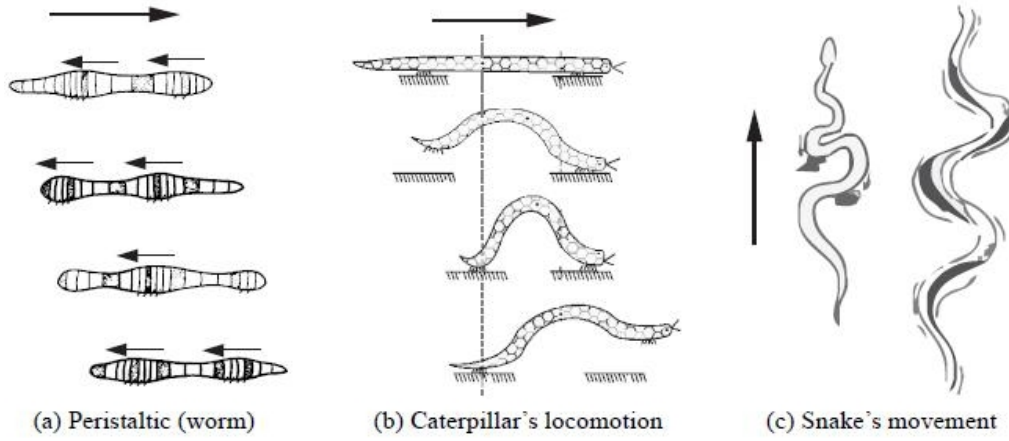 (a) Peristaltic (worm)
(b) Caterpillar's locomotion
(c) Snake's movement